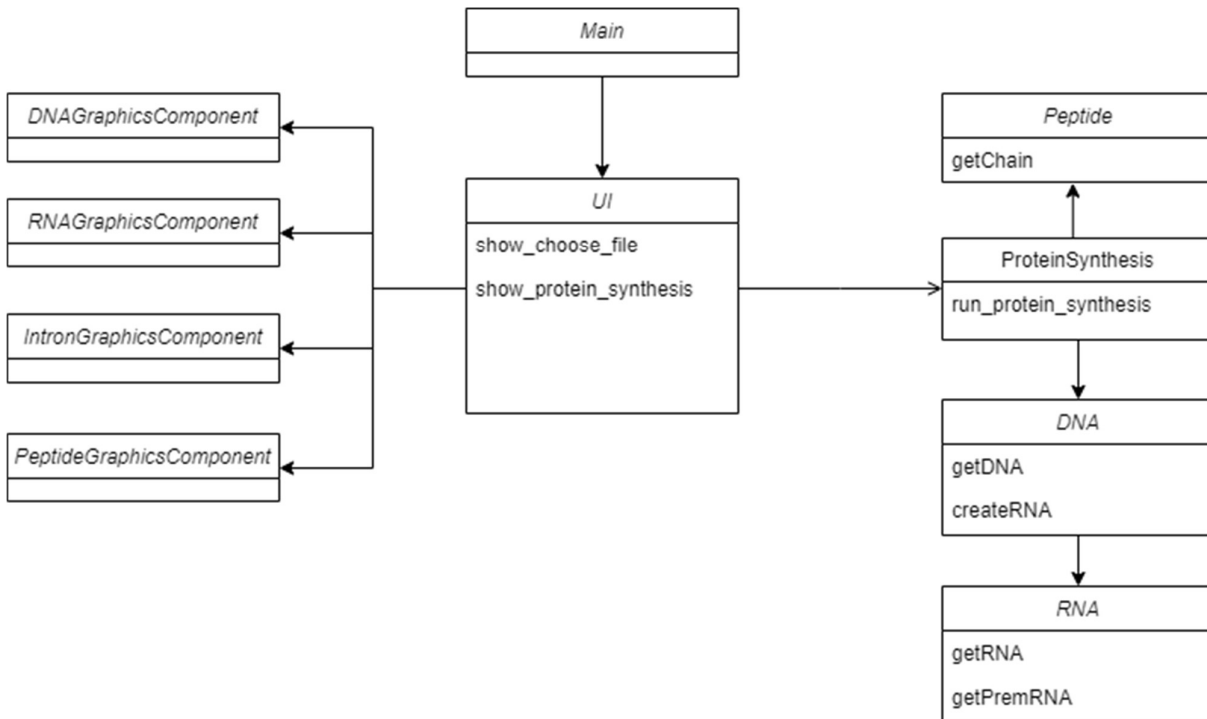 Main
DNAGraphicsComponent
RNAGraphicsComponent
IntronGraphicsComponent
PeptideGraphicsComponent
UI
show_choose_file
show_protein_synthesis
Peptide
getChain
ProteinSynthesis
run_protein_synthesis
DNA
getDNA
createRNA
RNA
getRNA
getPremRNA